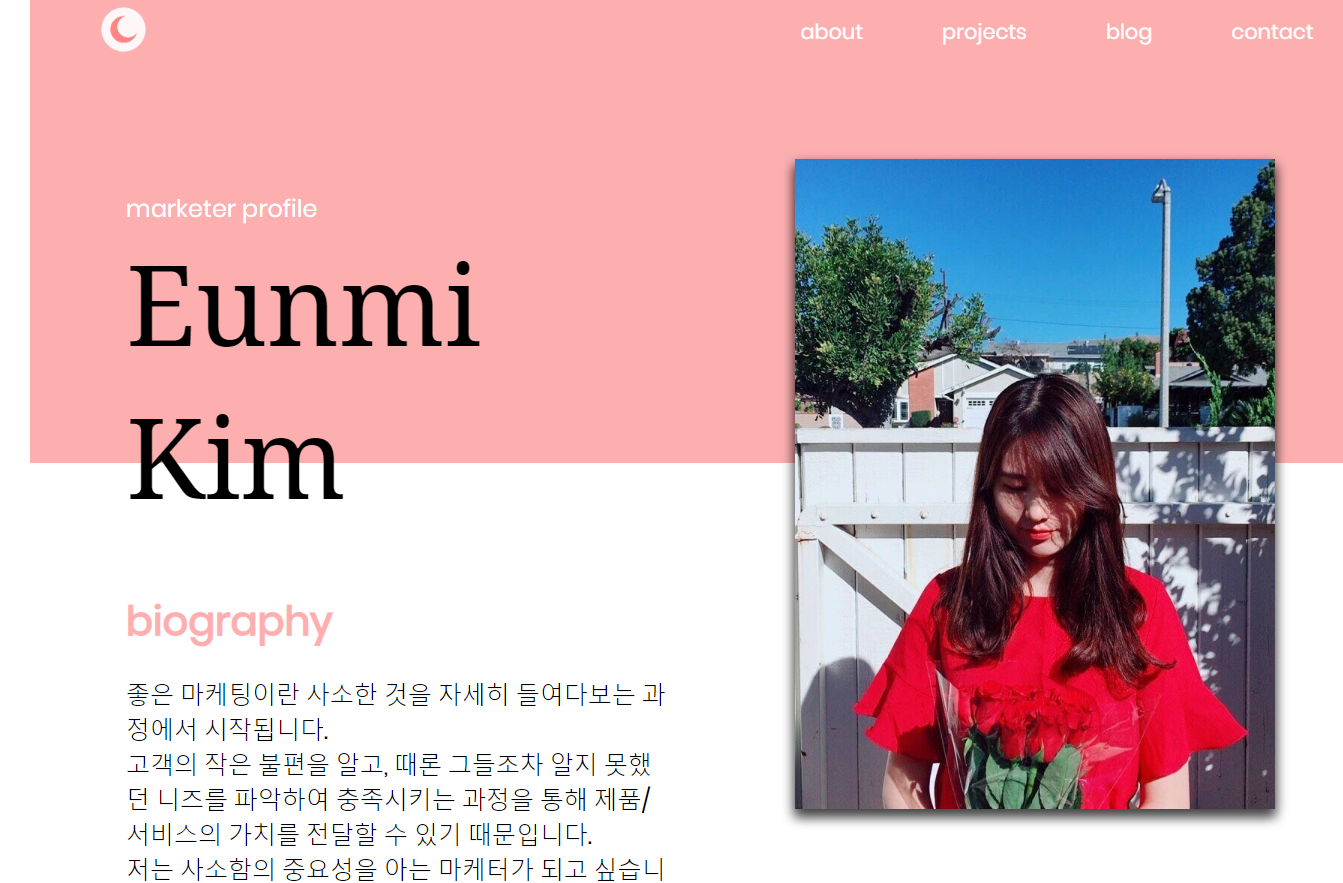 about projects blog contact
marketer profile
Eunmi
Kim
biography
좋은 마케팅이란 사소한 것을 자세히 들여다보는 과
정에서 시작됩니다.
고객의 작은 불편을 알고, 때론 그들조차 알지 못했
던 니즈를 파악하여 충족시키는 과정을 통해 제품/
서비스의 가치를 전달할 수 있기 때문입니다.
저는 사소함의 중요성을 아는 마케터가 되고 싶습니